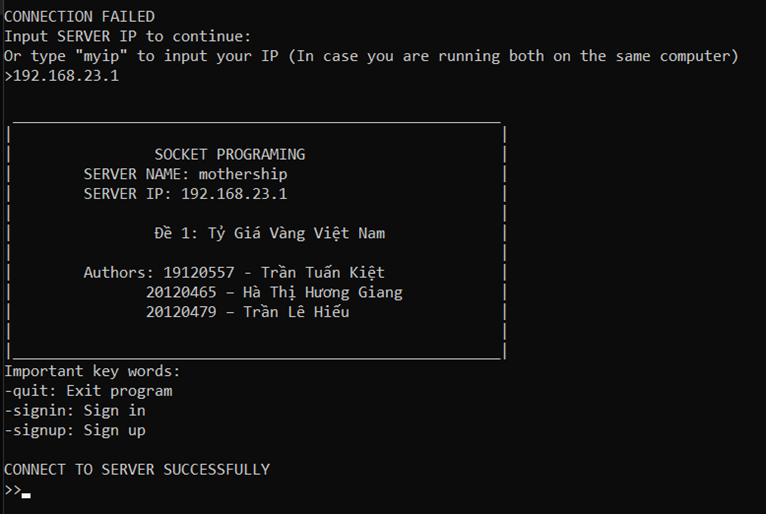 CONNECTION FAILED
Input SERVER IP to continue:
Or type "myip" to input your IP (In case you are running both on the same computer)
>192.168.23.1
SOCKET PROGRAMING
SERVER NAME: mothership
SERVER IP: 192.168.23.1
Đề 1: Tỷ Giá Vàng Việt Nam
Authors: 19120557 - Trần Tuấn Kiệt
20120465 – Hà Thị Hương Giang
20120479 – Trần Lê Hiếu
Important key words:
-quit: Exit program
-signin: Sign in
-signup: Sign up
CONNECT TO SERVER SUCCESSFULLY
>>